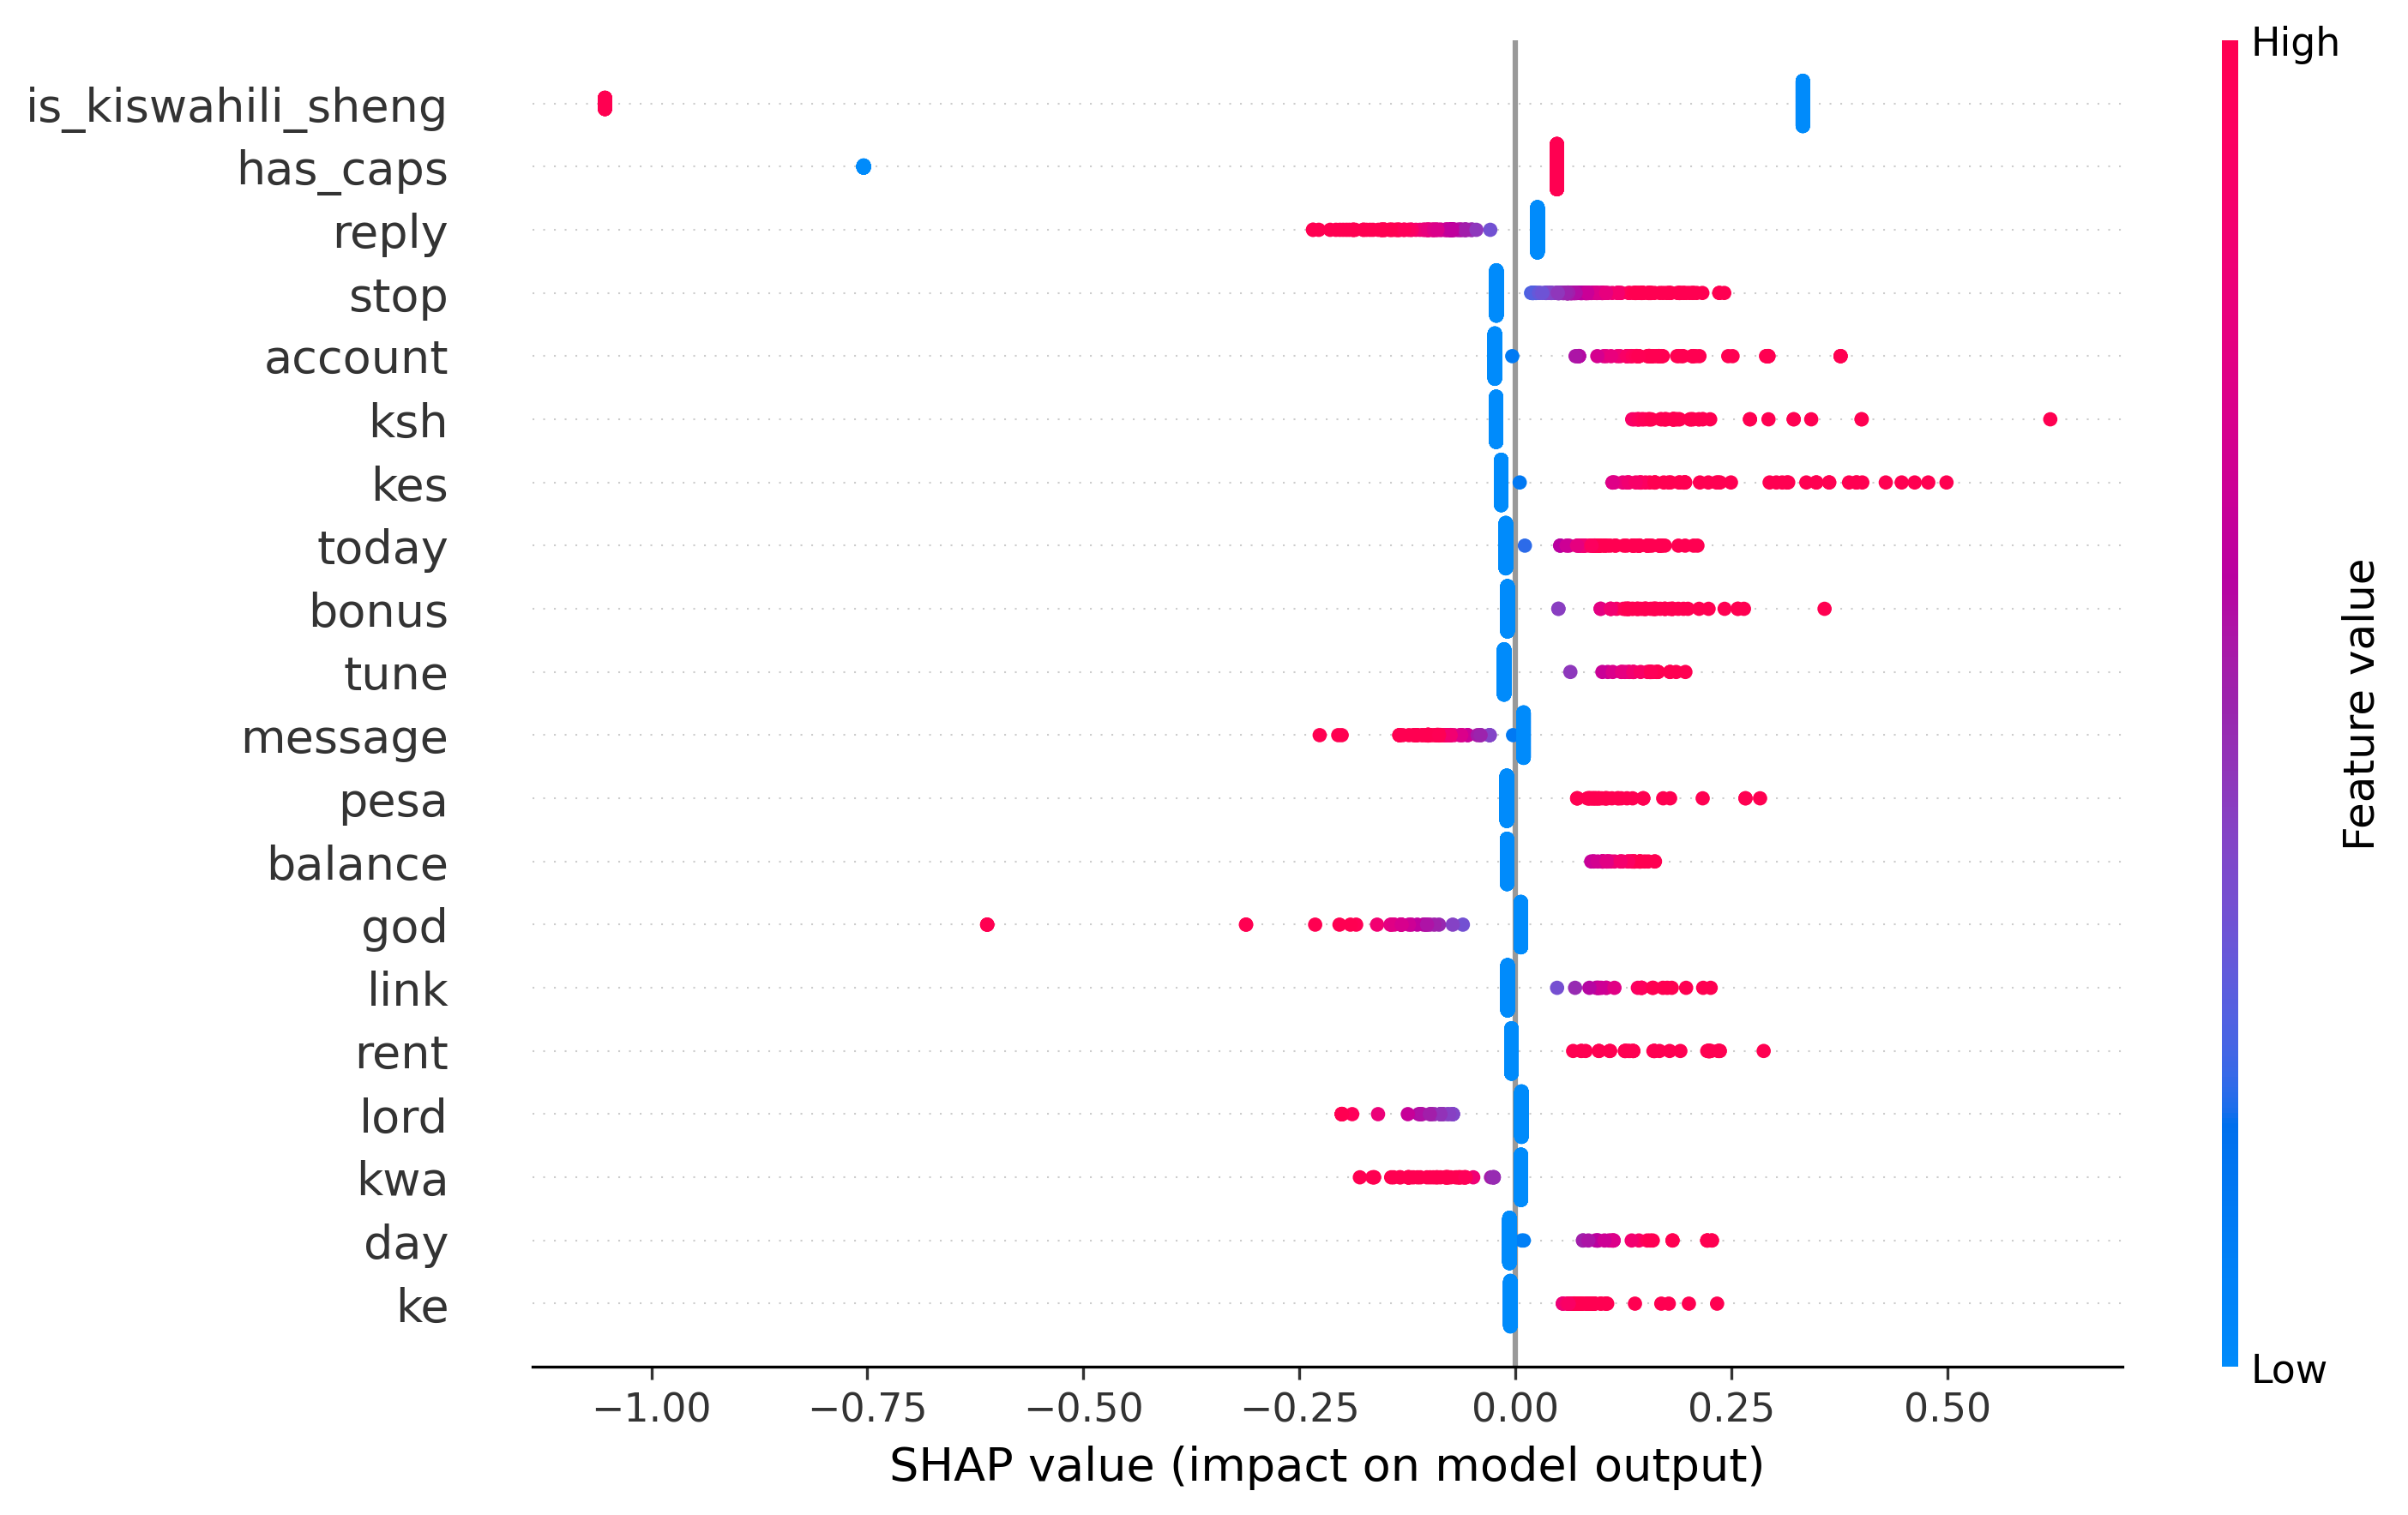 High
is_kiswahili_sheng
has_caps
reply
stop
account
ksh
kes
today
bonus
tune
message
pesa
balance
god
link
rent
lord
kwa
day
ke
Feature value
Low
−1.00 −0.75 −0.50 −0.25 0.00 0.25 0.50
SHAP value (impact on model output)